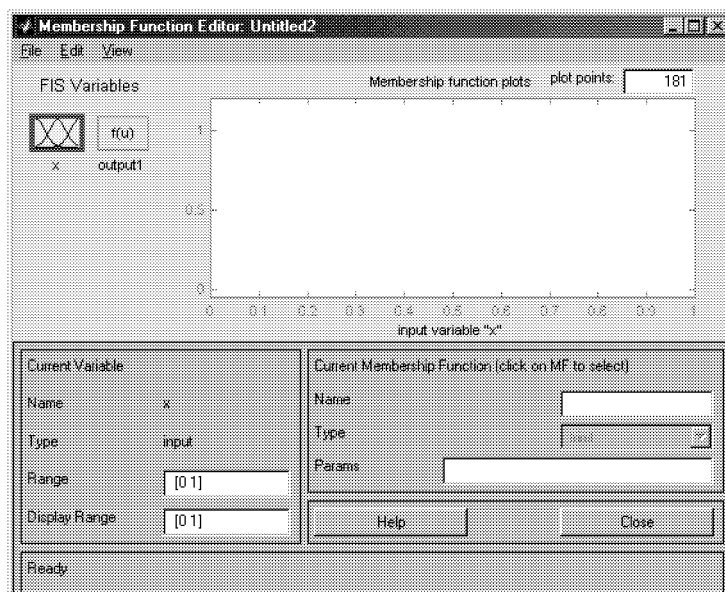 Membership Function Editor: Untitled2
File Edit View
FIS Variables
Membership function plots plot points: 181
f(u)
x output1
1
0.5
0
0 0.1 0.2 0.3 0.4 0.5 0.6 0.7 0.8 0.9 1
input variable "x"
Current Variable
Name x
Type input
Range [0 1]
Display Range [0 1]
Current Membership Function (click on MF to select)
Name
Type
Params
Help Close
Ready